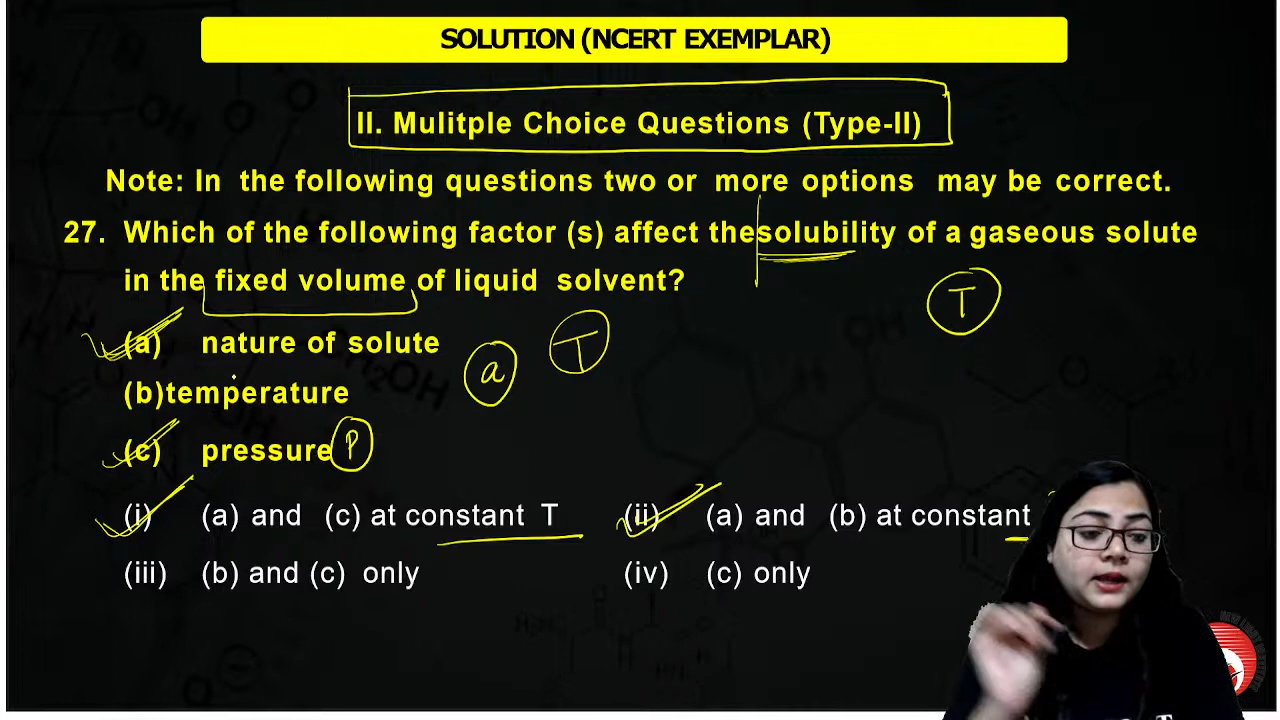 SOLUTION (NCERT EXEMPLAR)
II. Mulitple Choice Questions (Type-II)
Note: In the following questions two or more options may be correct.
27. Which of the following factor (s) affect the solubility of a gaseous solute
in the fixed volume of liquid solvent?
T
(a) nature of solute
T
a
(b)temperature
(c) pressure P
(i) (a) and (c) at constant T (ii) (a) and (b) at constant
(iii) (b) and (c) only (iv) (c) only